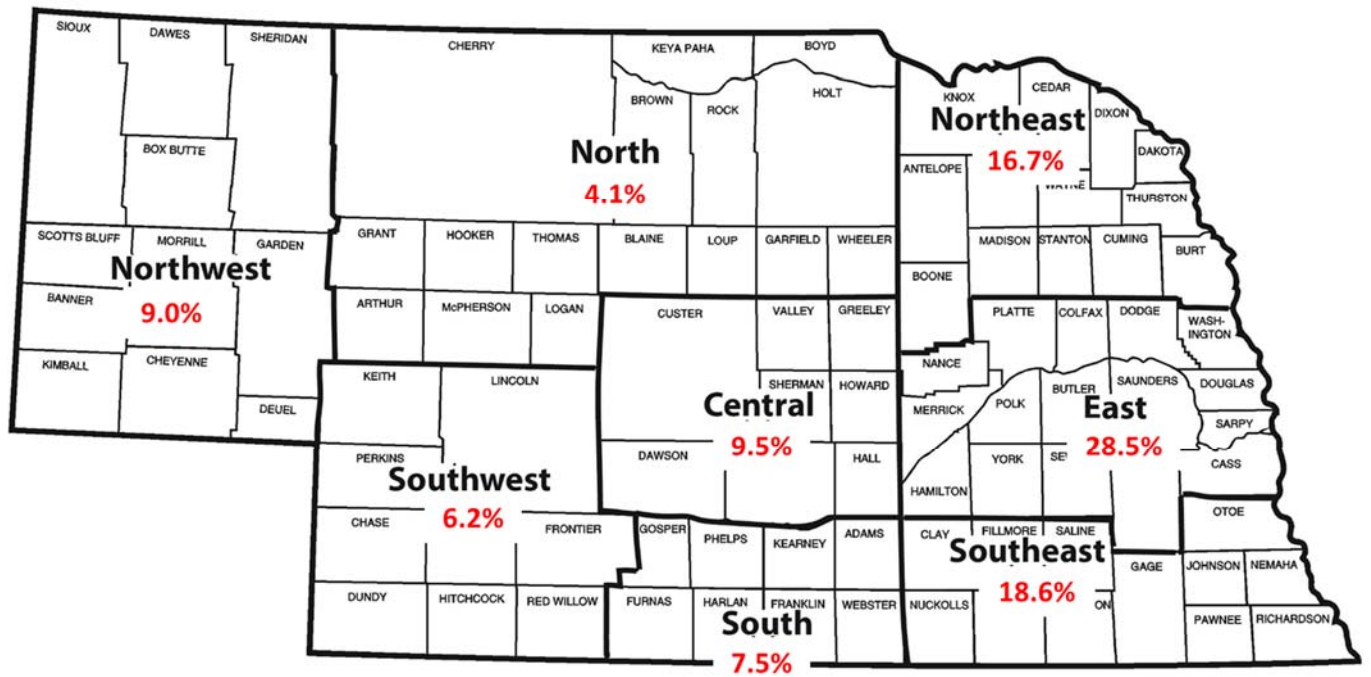 SIOUX
DAWES
SHERIDAN
CHERRY
KEYA PAHA
BOYD
BROWN
ROCK
HOLT
KNOX
CEDAR
DIXON
DAKOTA
Northeast
16.7%
ANTELOPE
THURSTON
BOX BUTTE
North
4.1%
SCOTTS BLUFF
MORRILL
GARDEN
GRANT
HOOKER
THOMAS
BLAINE
LOUP
GARFIELD
WHEELER
MADISON
STANTON
CUMING
BURT
BOONE
Northwest
9.0%
BANNER
ARTHUR
McPHERSON
LOGAN
CUSTER
VALLEY
GREELEY
PLATTE
COLFAX
DODGE
WASH-
INGTON
KIMBALL
CHEYENNE
DEUEL
KEITH
LINCOLN
SHERMAN
HOWARD
NANCE
MERRICK
POLK
BUTLER
SAUNDERS
DOUGLAS
SARPY
Central
9.5%
East
28.5%
PERKINS
DAWSON
HALL
HAMILTON
YORK
CASS
Southwest
6.2%
CHASE
FRONTIER
GOSPER
PHELPS
KEARNEY
ADAMS
CLAY
FILLMORE
SALINE
OTOE
Southeast
18.6%
GAGE
JOHNSON
NEMAHA
DUNDY
HITCHCOCK
RED WILLOW
FURNAS
HARLAN
FRANKLIN
WEBSTER
NUCKOLLS
PAWNEE
RICHARDSON
South
7.5%